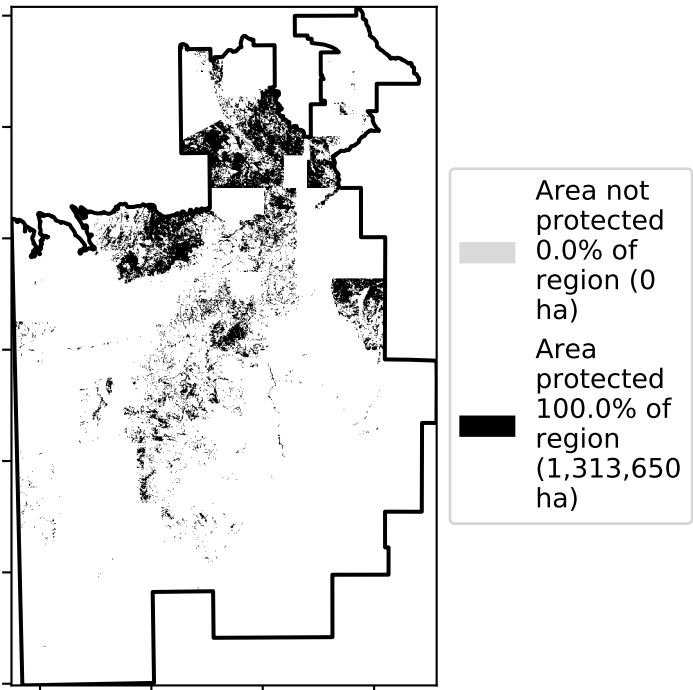 Area not
protected
0.0% of
region (0
ha)
Area
protected
100.0% of
region
(1,313,650
ha)